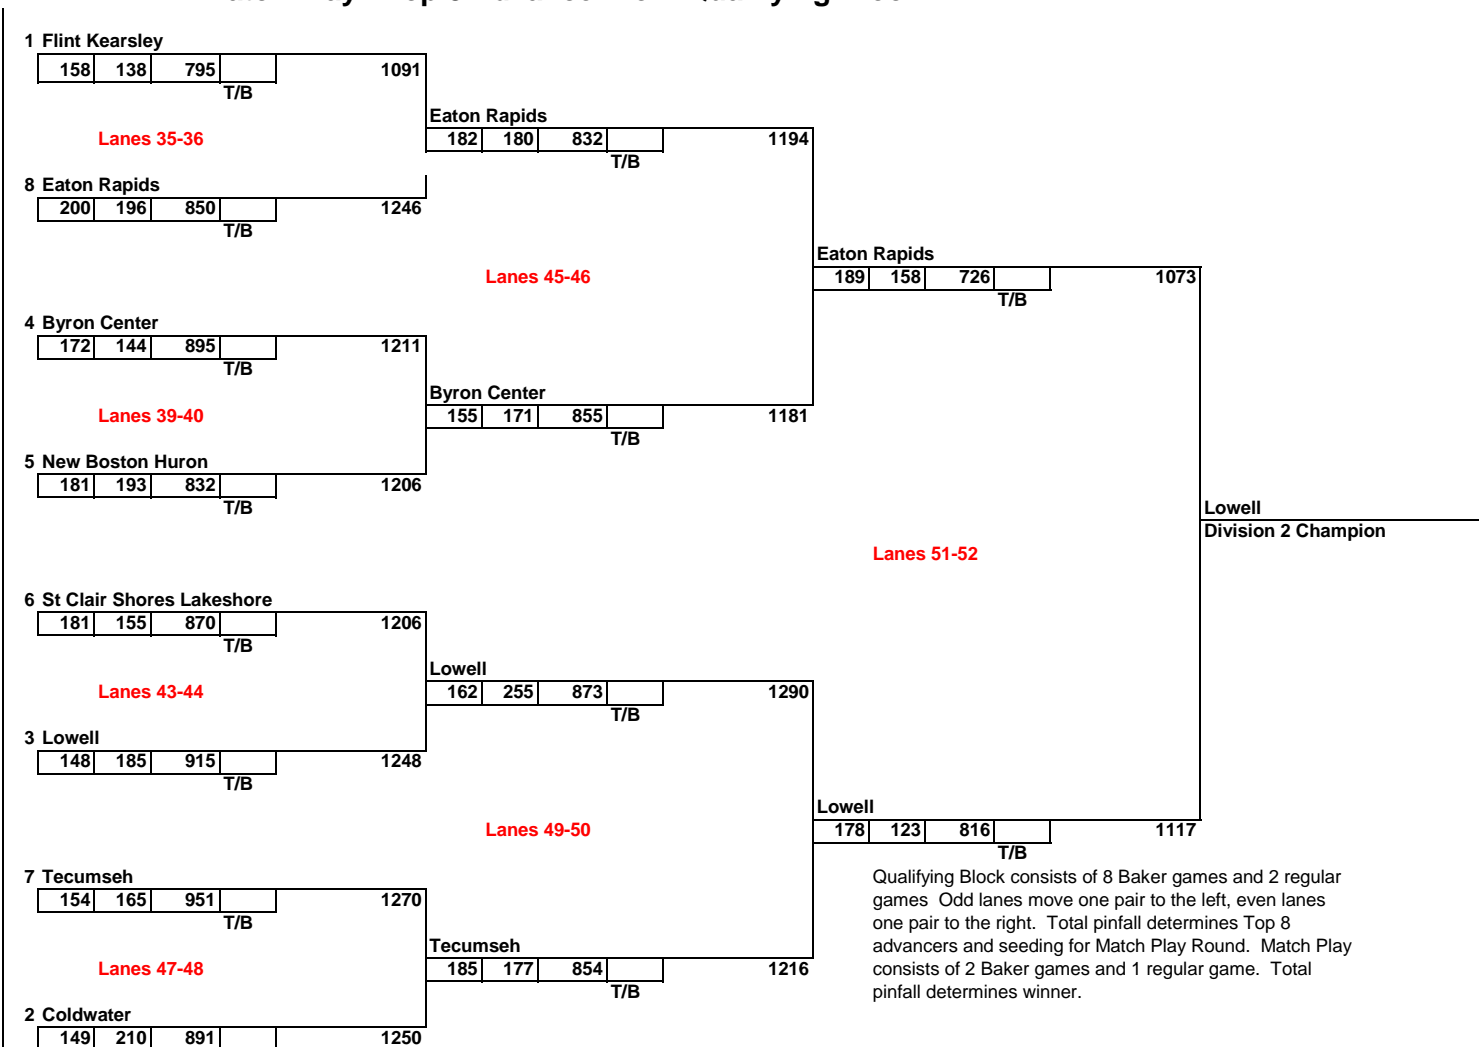 1 Flint Kearsley
158 138 795 1091
T/B
Eaton Rapids
Lanes 35-36
182 180 832 1194
T/B
8 Eaton Rapids
200 196 850 1246
T/B
Eaton Rapids
Lanes 45-46
189 158 726 1073
T/B
4 Byron Center
172 144 895 1211
T/B
Byron Center
Lanes 39-40
155 171 855 1181
T/B
5 New Boston Huron
181 193 832 1206
T/B
Lowell
Division 2 Champion
Lanes 51-52
6 St Clair Shores Lakeshore
181 155 870 1206
T/B
Lowell
Lanes 43-44
162 255 873 1290
T/B
3 Lowell
148 185 915 1248
T/B
Lowell
Lanes 49-50
178 123 816 1117
T/B
7 Tecumseh
154 165 951 1270
T/B
Tecumseh
Lanes 47-48
185 177 854 1216
T/B
2 Coldwater
149 210 891 1250
Qualifying Block consists of 8 Baker games and 2 regular
games Odd lanes move one pair to the left, even lanes
one pair to the right. Total pinfall determines Top 8
advancers and seeding for Match Play Round. Match Play
consists of 2 Baker games and 1 regular game. Total
pinfall determines winner.